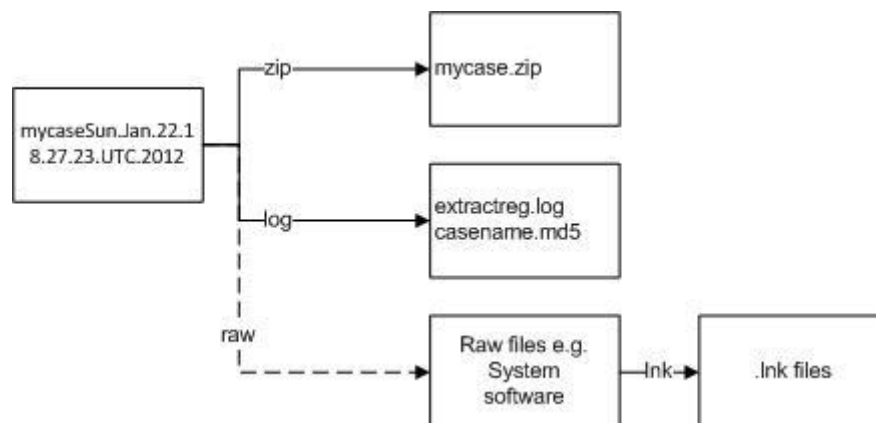 zip
mycase.zip
mycaseSun.Jan.22.1
8.27.23.UTC.2012
log
extractreg.log
casename.md5
raw
Raw files e.g.
System
software
lnk
.lnk files